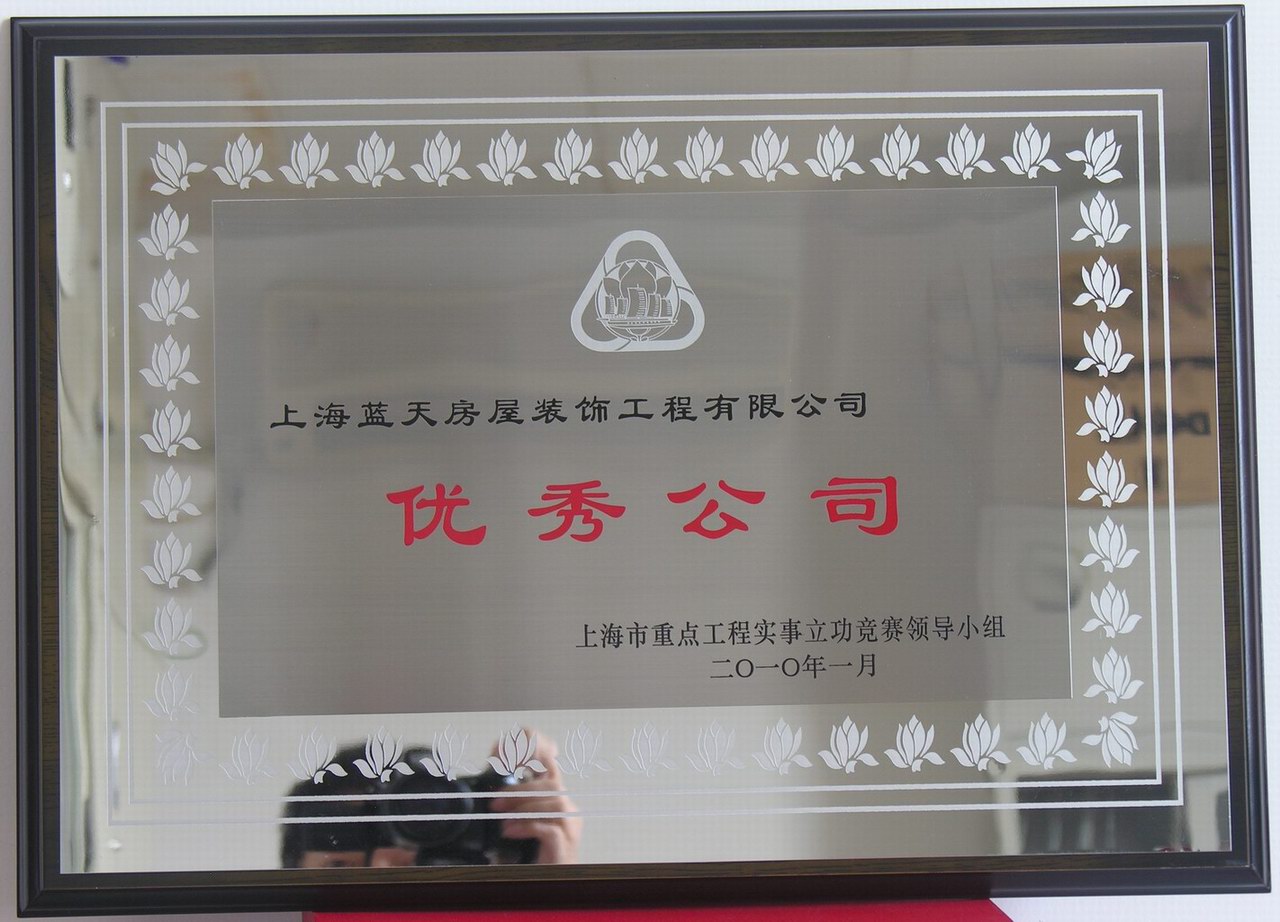 上海蓝天房屋装饰工程有限公司
优秀公司
上海市重点工程实事立功竞赛领导小组
二〇一〇年一月